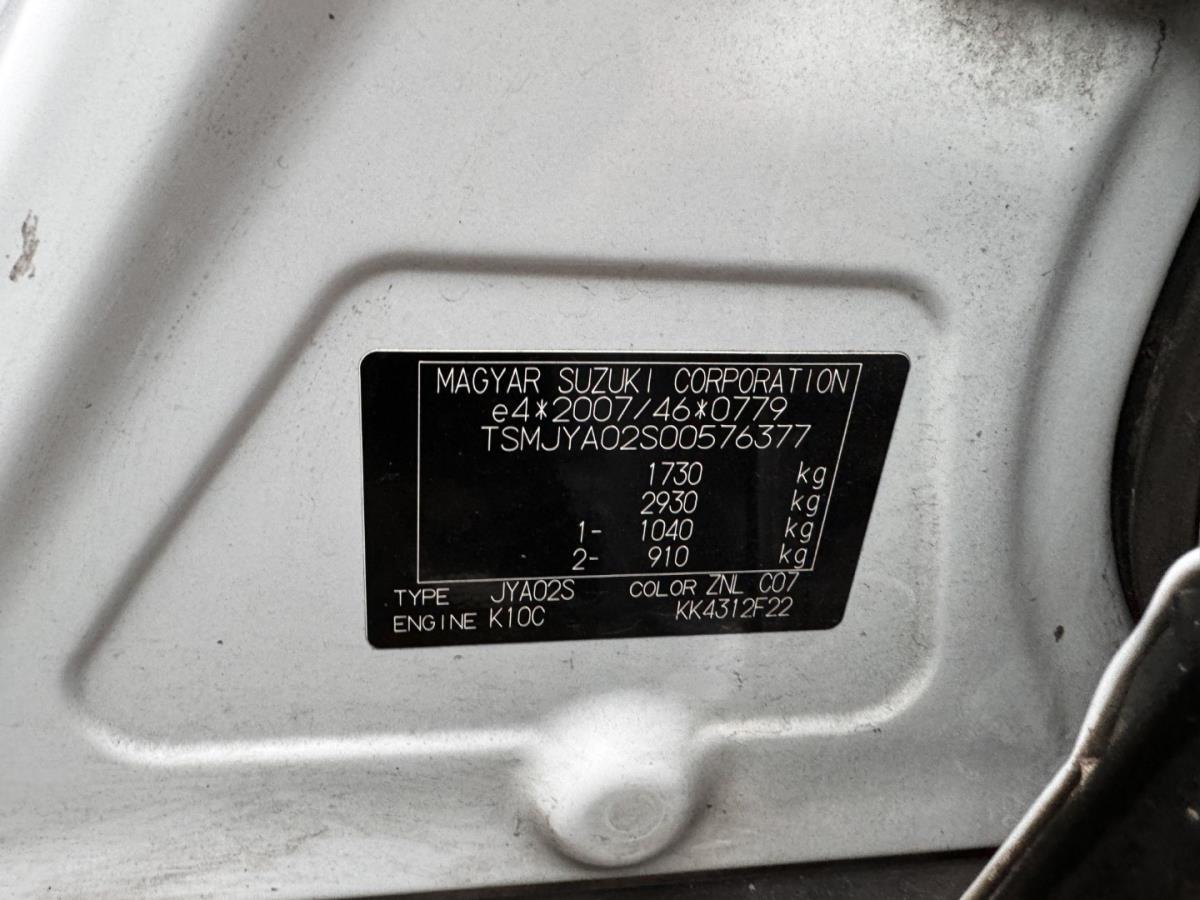 MAGYAR SUZUKI CORPORATION
e4*2007/46*0779
TSMJYA02S00576377
1730 kg
2930 kg
1- 1040 kg
2- 910 kg
TYPE JYA02S COLOR ZNL C07
ENGINE K10C KK4312F22